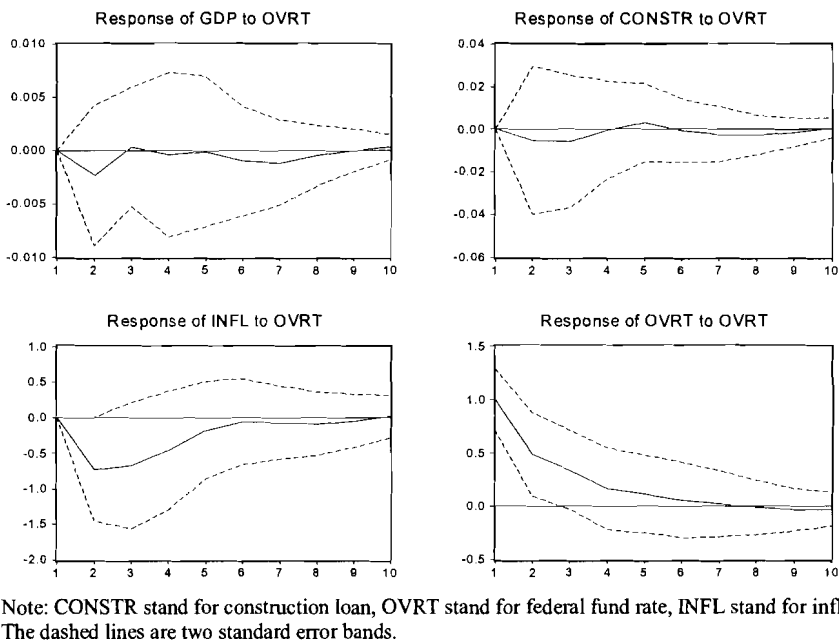 Response of GDP to OVRT
0.010
0.005
0.000
-0.005
-0.010
1 2 3 4 5 6 7 8 9 10
Response of CONSTR to OVRT
0.04
0.02
0.00
-0.02
-0.04
-0.06
1 2 3 4 5 6 7 8 9 10
Response of INFL to OVRT
1.0
0.5
0.0
-0.5
-1.0
-1.5
-2.0
1 2 3 4 5 6 7 8 9 10
Response of OVRT to OVRT
1.5
1.0
0.5
0.0
-0.5
1 2 3 4 5 6 7 8 9 10
Note: CONSTR stand for construction loan, OVRT stand for federal fund rate, INFL stand for infl
The dashed lines are two standard error bands.